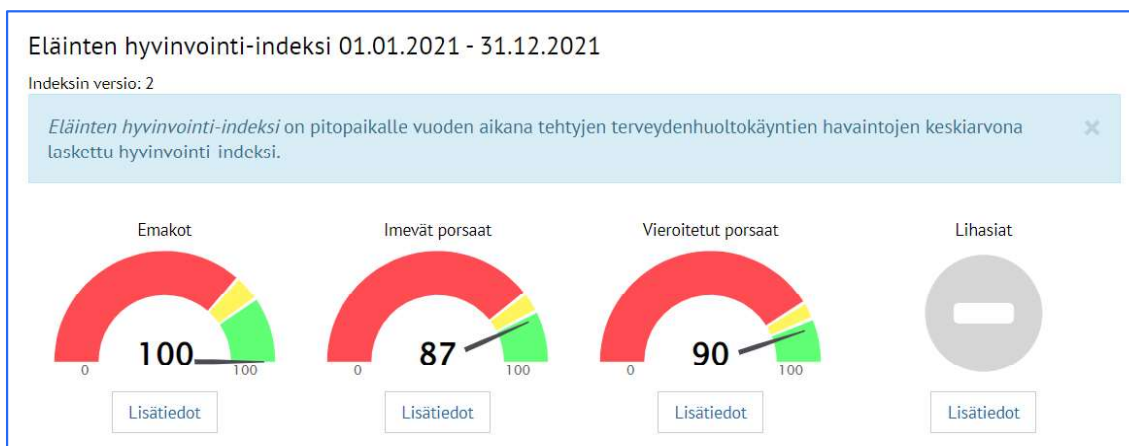 Eläinten hyvinvointi-indeksi 01.01.2021 - 31.12.2021
Indeksin versio: 2
Eläinten hyvinvointi-indeksi on pitopaikalle vuoden aikana tehtyjen terveydenhuoltokäyntien havaintojen keskiarvona
laskettu hyvinvointi indeksi.
×
Emakot
Imevät porsaat
Vieroitetut porsaat
Lihasiat
100
87
90
0
100
0
100
0
100
Lisätiedot
Lisätiedot
Lisätiedot
Lisätiedot